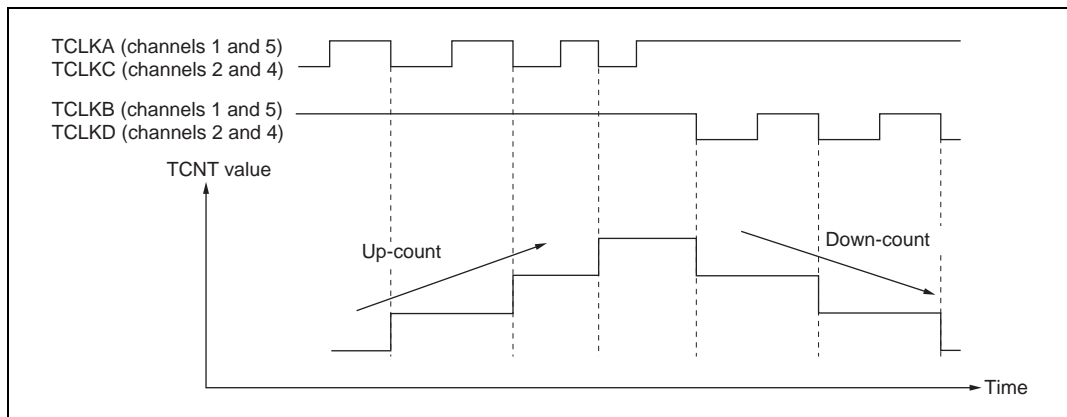 TCLKA (channels 1 and 5)
TCLKC (channels 2 and 4)
TCLKB (channels 1 and 5)
TCLKD (channels 2 and 4)
TCNT value
Up-count
Down-count
Time